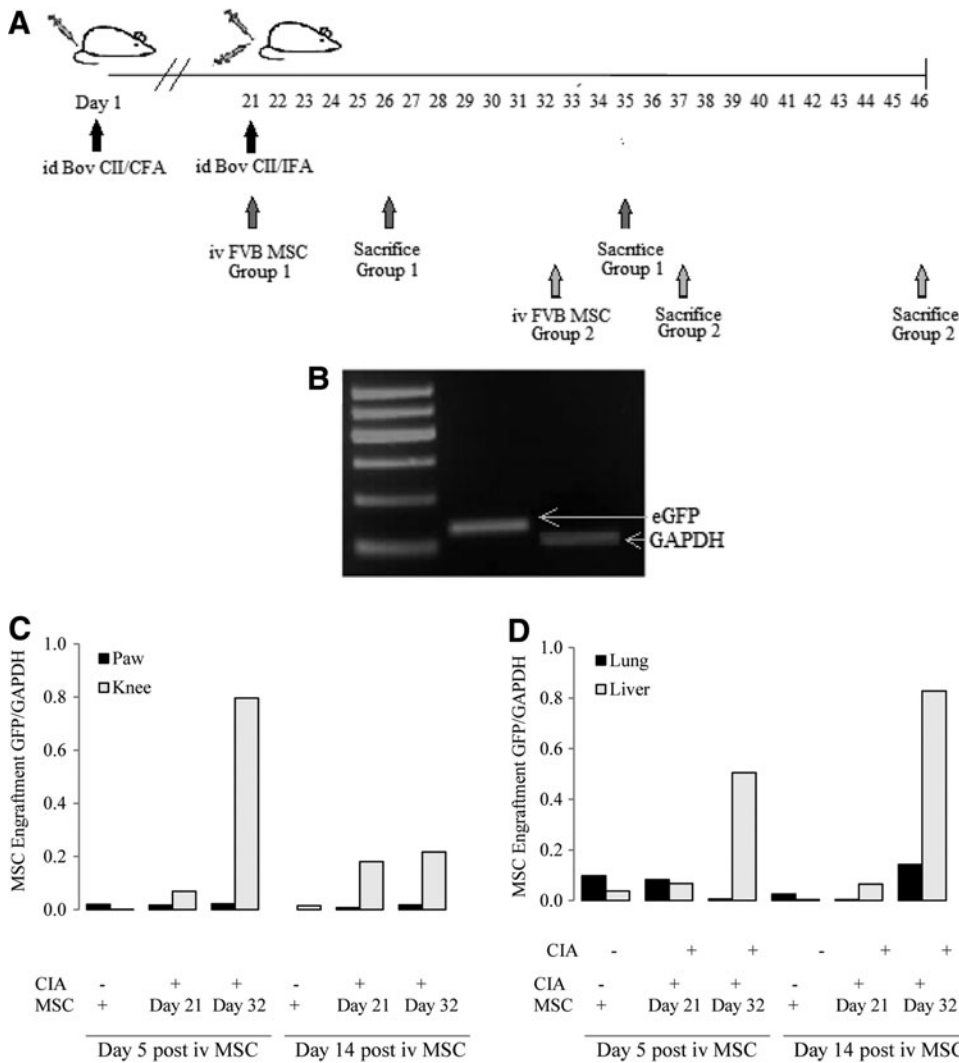 A
Day 1
21 22 23 24 25 26 27 28 29 30 31 32 33 34 35 36 37 38 39 40 41 42 43 44 45 46
id Bov CII/CFA
id Bov CII/IFA
iv FVB MSC
Group 1
Sacrifice
Group 1
Sacrifice
Group 1
iv FVB MSC
Group 2
Sacrifice
Group 2
Sacrifice
Group 2
B
eGFP
GAPDH
C
MSC Engraftment GFP/GAPDH
1.0
0.8
0.6
0.4
0.2
0.0
Paw
Knee
CIA - + + - + +
MSC + Day 21 Day 32 + Day 21 Day 32
Day 5 post iv MSC
Day 14 post iv MSC
D
MSC Engraftment GFP/GAPDH
1.0
0.8
0.6
0.4
0.2
0.0
Lung
Liver
CIA - + + - + +
CIA - + + - + +
MSC + Day 21 Day 32 + Day 21 Day 32
Day 5 post iv MSC
Day 14 post iv MSC